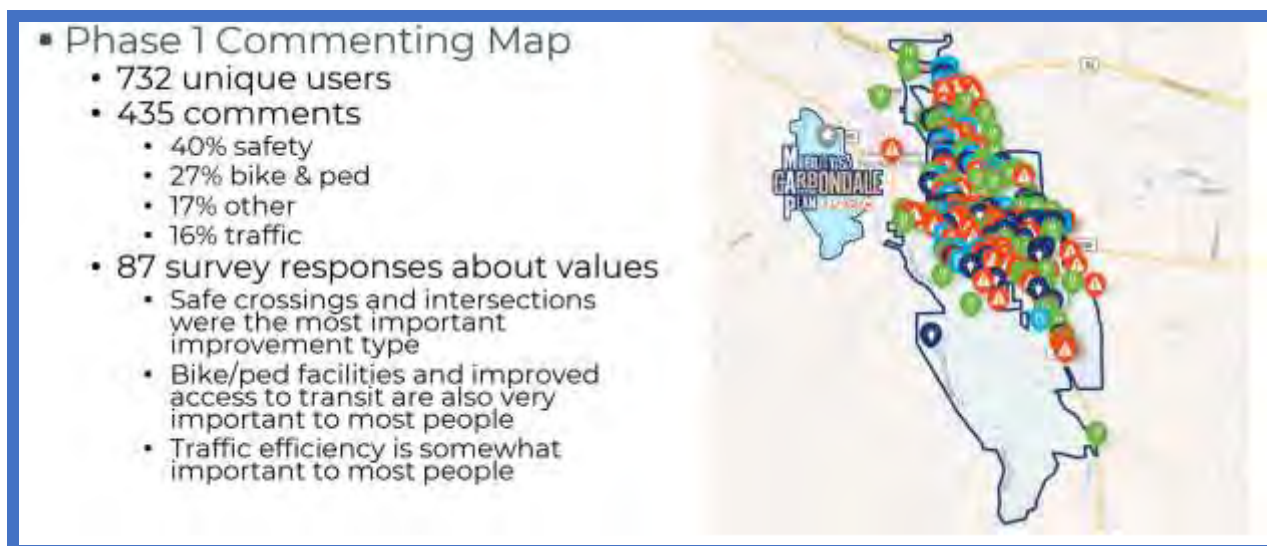 ▪ Phase 1 Commenting Map
• 732 unique users
• 435 comments
• 40% safety
• 27% bike & ped
• 17% other
• 16% traffic
• 87 survey responses about values
• Safe crossings and intersections
were the most important
improvement type
• Bike/ped facilities and improved
access to transit are also very
important to most people
• Traffic efficiency is somewhat
important to most people
CARBONDALE
PLAN